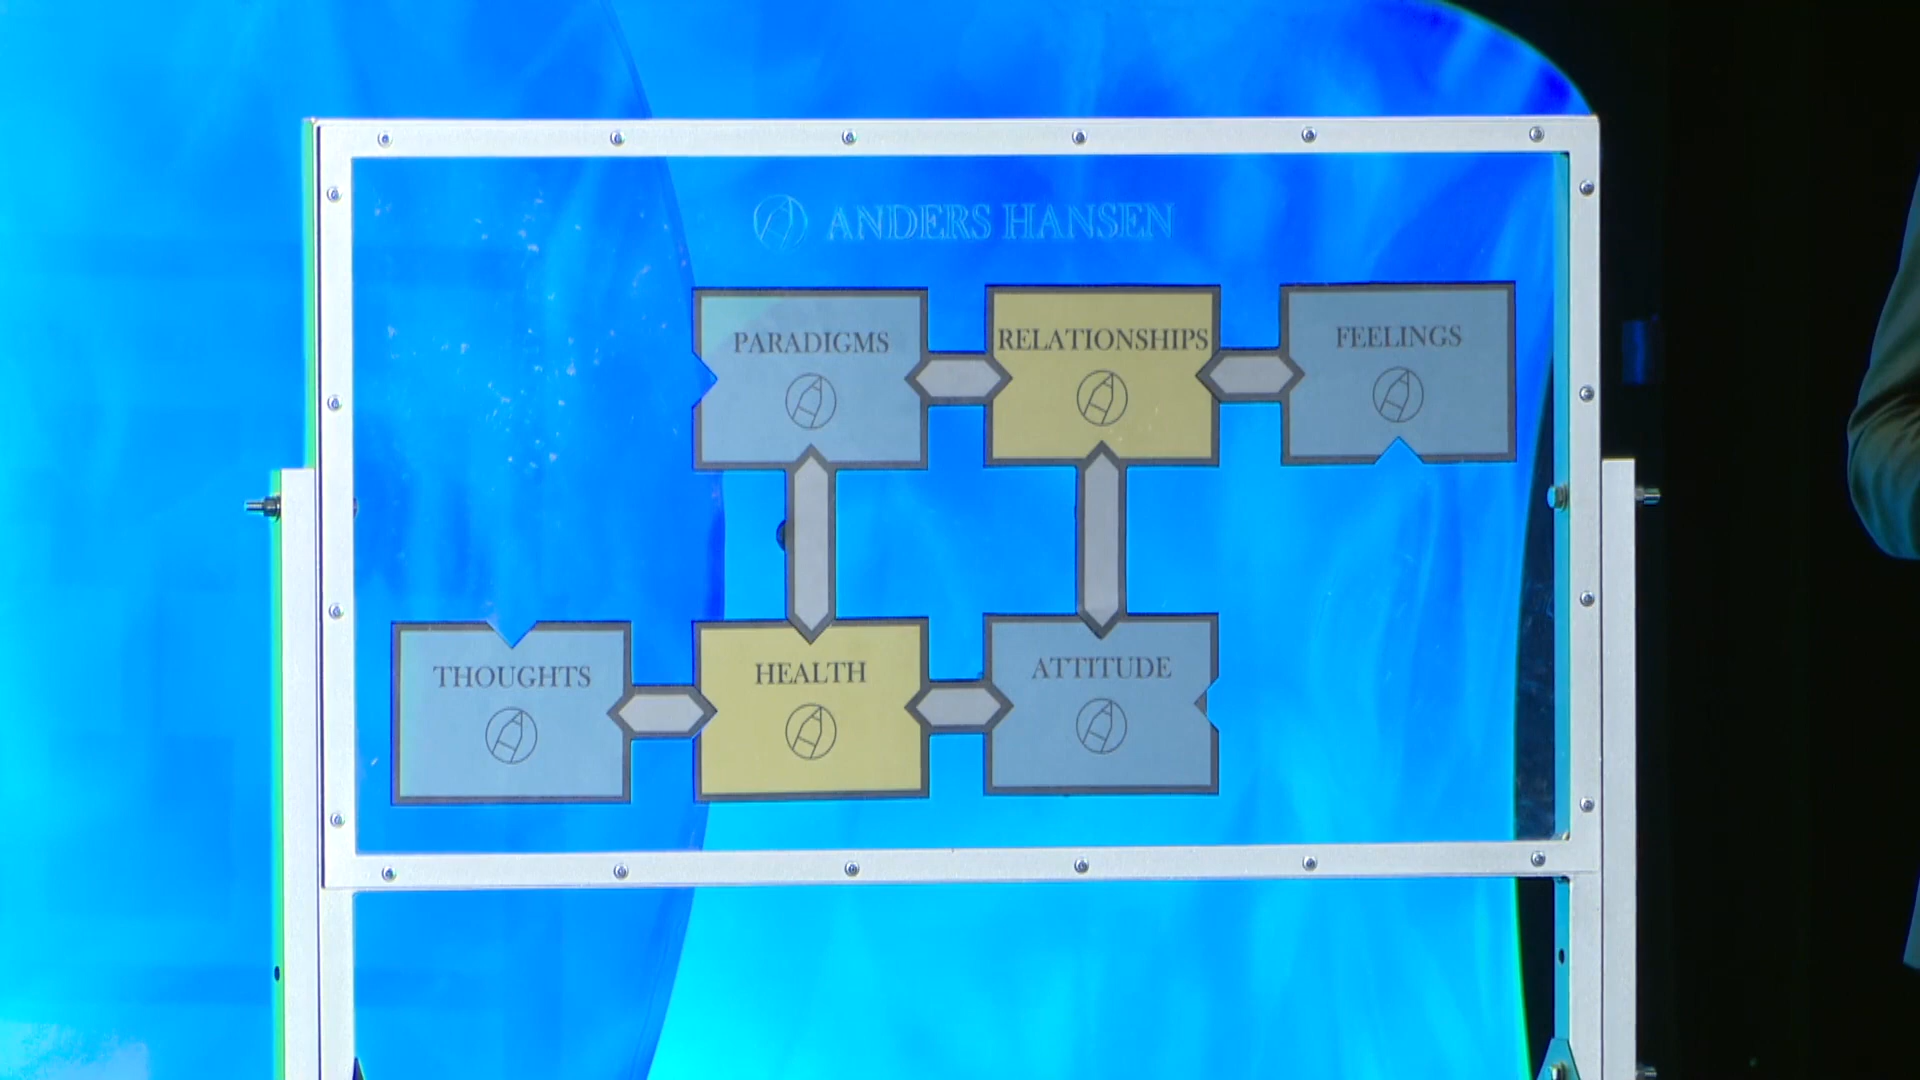 ANDERS HANSEN
PARADIGMS
RELATIONSHIPS
FEELINGS
THOUGHTS
HEALTH
ATTITUDE